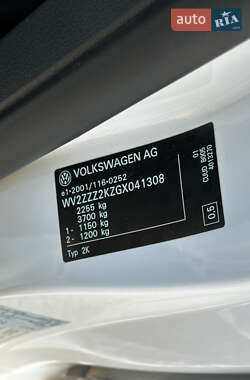 AUTO.RIA.com
VOLKSWAGEN AG
e1-2001/116-0252
WV2ZZZ2KZGX041308
2255 kg
3700 kg
1- 1150 kg
2- 1200 kg
Typ 2K
0.5